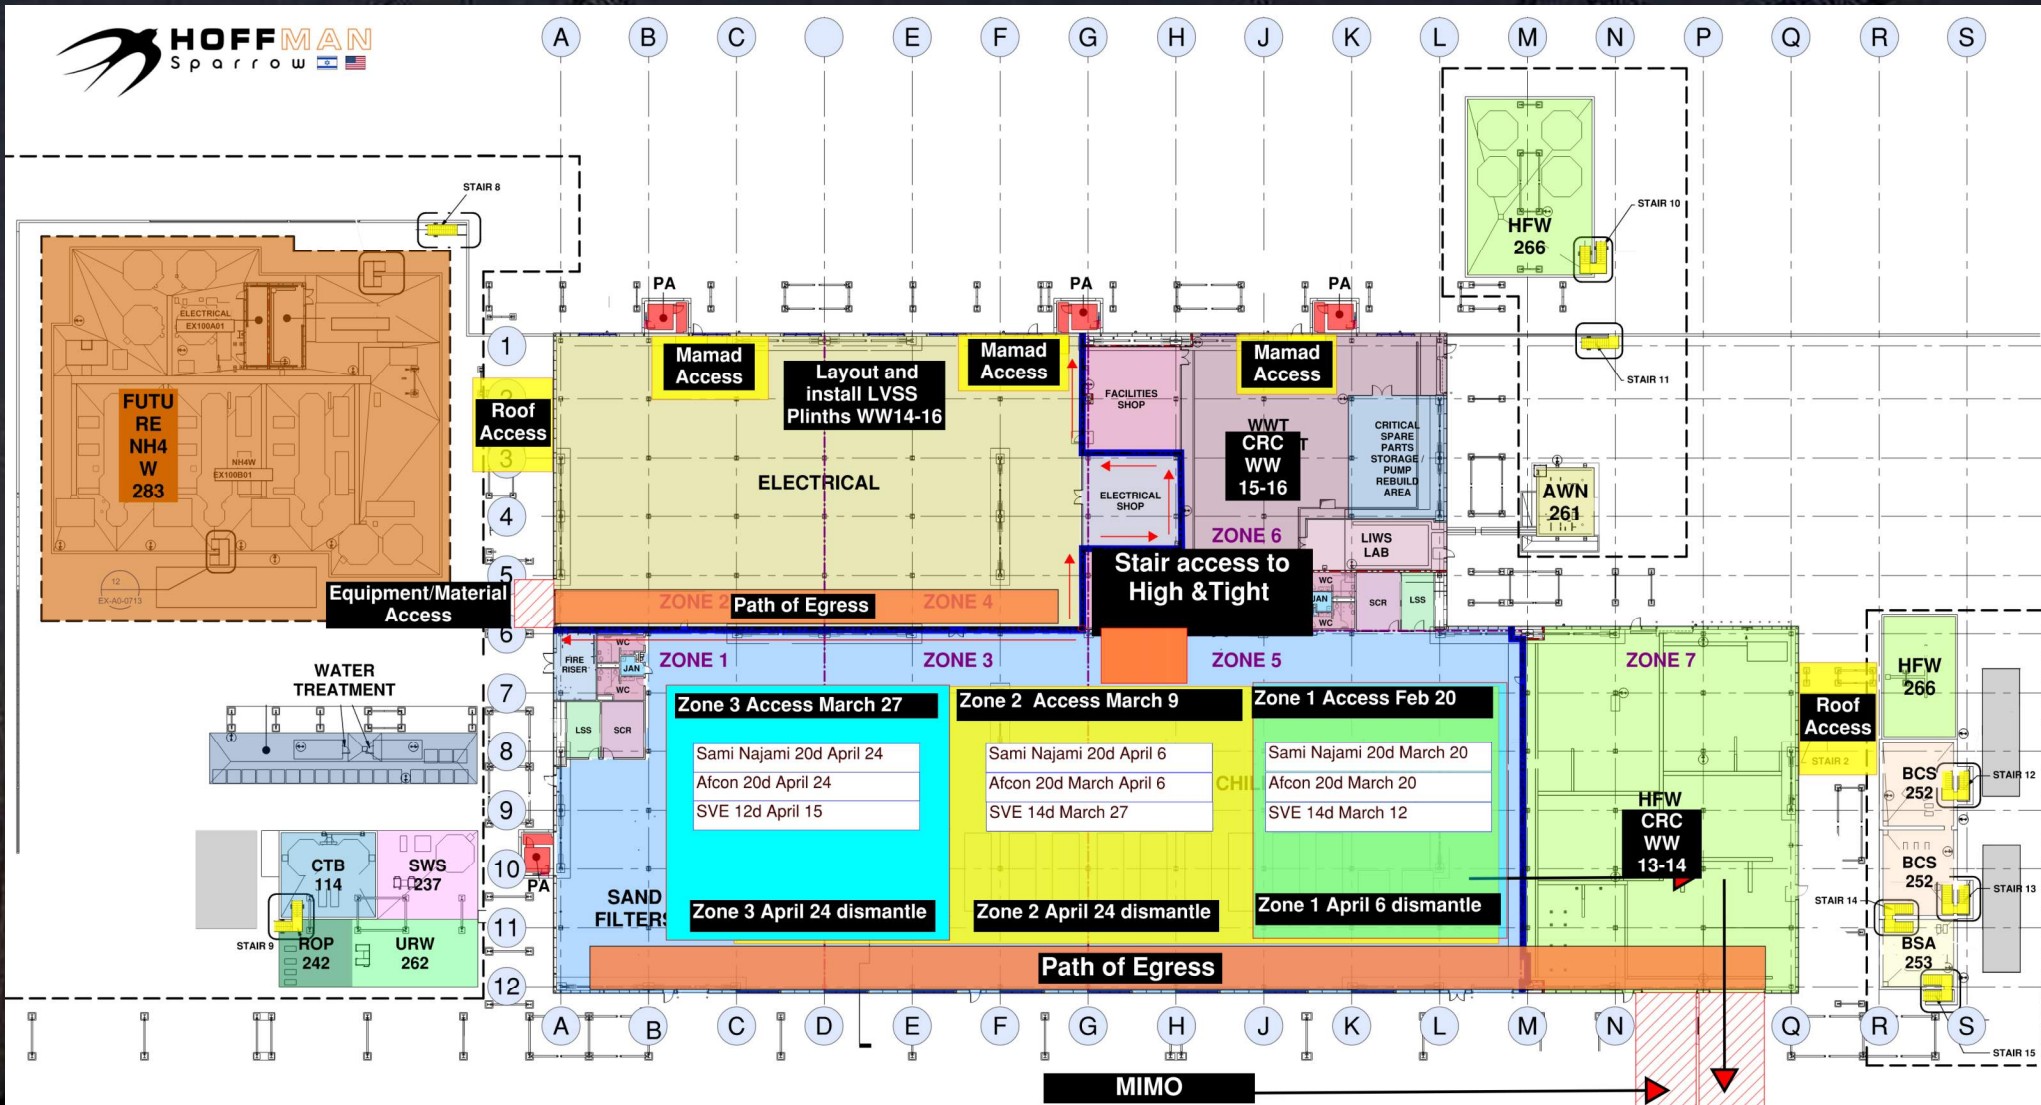 HOFFMAN
Sparrow
A B C E F G H J K L M N P Q R S
STAIR 8
STAIR 10
HFW
266
PA
PA
PA
1
STAIR 11
Mamad
Access
Mamad
Access
Mamad
Access
Layout and
install LVSS
Plinths WW14-16
ELECTRICAL
EX100A01
2
Roof
Access
FACILITIES
SHOP
FUTU
RE
NH4
W
283
NH4W
EX100B01
3
WWT
CRC
WW
15-16
CRITICAL
SPARE
PARTS
STORAGE /
PUMP
REBUILD
AREA
ELECTRICAL
ELECTRICAL
SHOP
AWN
261
4
ZONE 6
LIWS
LAB
5
Stair access to
High &Tight
12
EX-A0-0713
Equipment/Material
Access
ZONE 2
Path of Egress
ZONE 4
WC
JAN
WC
SCR
LSS
6
FIRE
RISER
WC
JAN
WC
ZONE 1
ZONE 3
ZONE 5
ZONE 7
WATER
TREATMENT
HFW
266
7
Zone 3 Access March 27
Zone 2 Access March 9
Zone 1 Access Feb 20
Roof
Access
LSS
SCR
8
Sami Najami 20d April 24
Afcon 20d April 24
SVE 12d April 15
Sami Najami 20d April 6
Afcon 20d March April 6
SVE 14d March 27
Sami Najami 20d March 20
Afcon 20d March 20
SVE 14d March 12
CHIL
STAIR 2
BCS
252
STAIR 12
9
HFW
CRC
WW
13-14
CTB
114
SWS
237
10
PA
BCS
252
STAIR 13
SAND
FILTERS
Zone 3 April 24 dismantle
Zone 2 April 24 dismantle
Zone 1 April 6 dismantle
STAIR 14
11
STAIR 9
ROP
242
URW
262
BSA
253
Path of Egress
12
A B C D E F G H J K L M N P Q R S
STAIR 15
MIMO